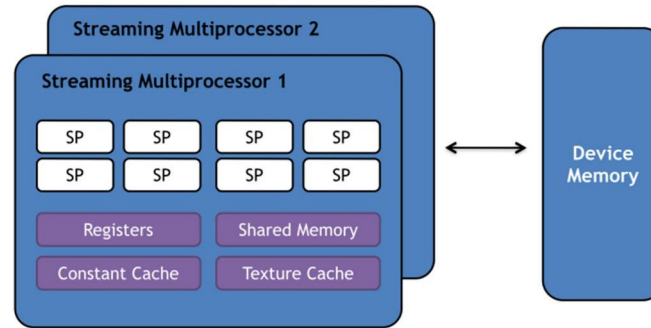 Streaming Multiprocessor 2
Streaming Multiprocessor 1
SP SP SP SP
SP SP SP SP
Registers Shared Memory
Constant Cache Texture Cache
Device
Memory